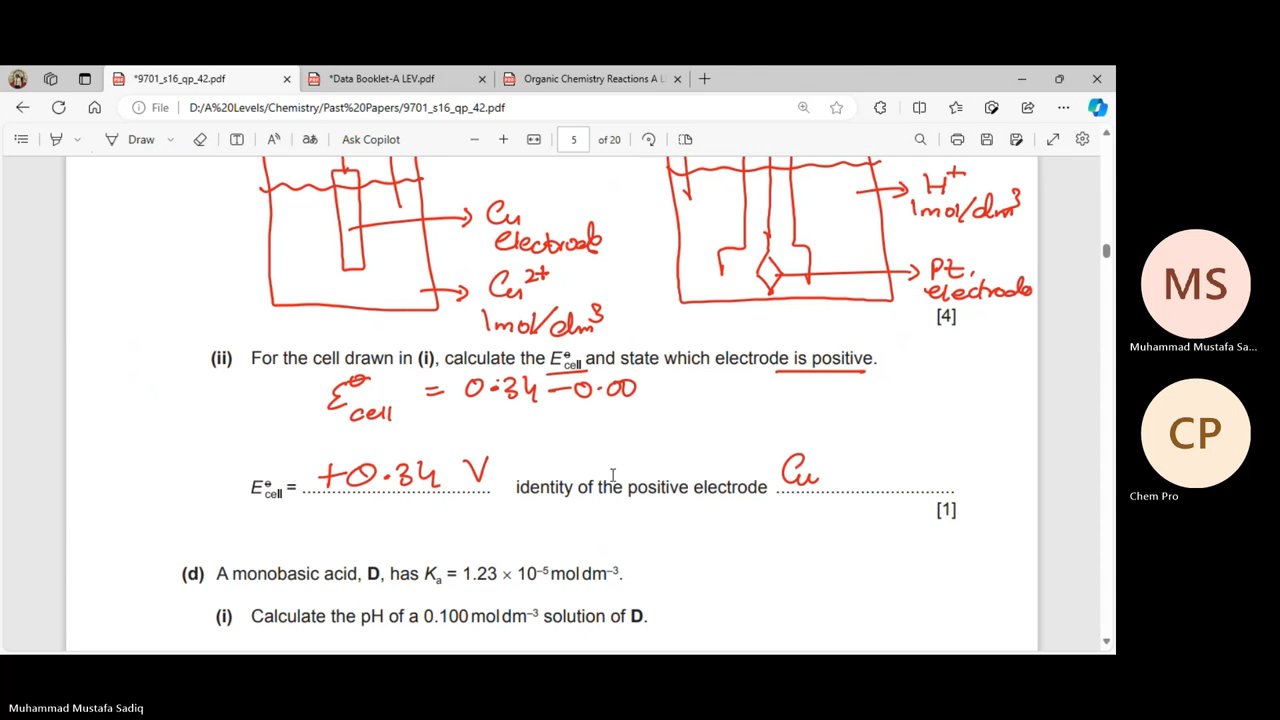 *9701_s16_qp_42.pdf
*Data Booklet-A LEV.pdf
Organic Chemistry Reactions A L
File D:/A%20Levels/Chemistry/Past%20Papers/9701_s16_qp_42.pdf
Draw
aあ
Ask Copilot
5 of 20
H⁺
1mol/dm³
Cu
electrode
Cu²⁺
1mol/dm³
Pt.
electrode
[4]
(ii) For the cell drawn in (i), calculate the E⦵cell and state which electrode is positive.
E⦵cell = 0.34 – 0.00
E⦵cell = +0.34 V identity of the positive electrode Cu
[1]
(d) A monobasic acid, D, has Ka = 1.23 × 10⁻⁵ mol dm⁻³.
(i) Calculate the pH of a 0.100 mol dm⁻³ solution of D.
MS
Muhammad Mustafa Sa...
CP
Chem Pro
Muhammad Mustafa Sadiq